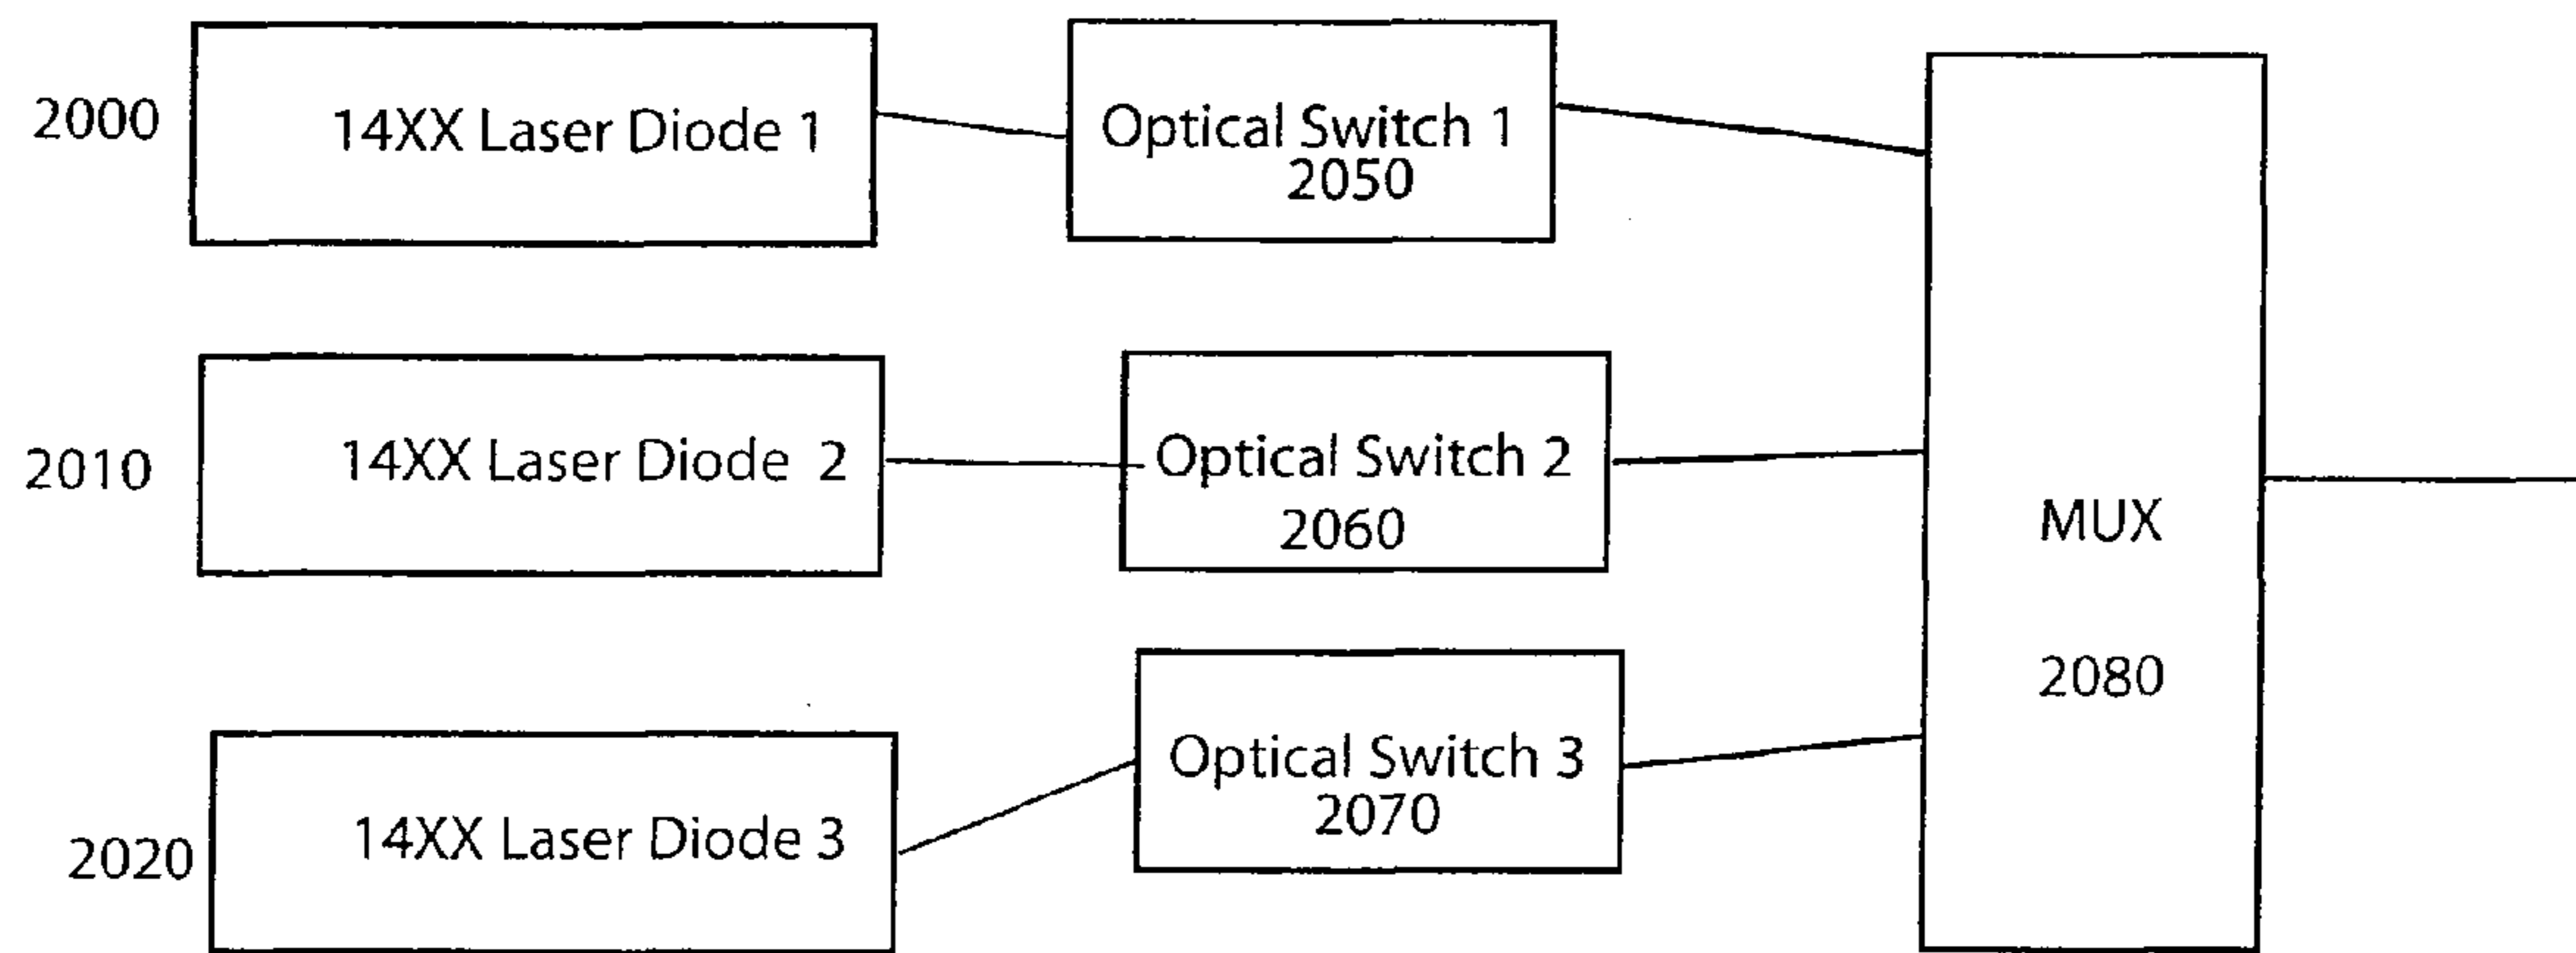 2000
14XX Laser Diode 1
Optical Switch 1
2050
2010
14XX Laser Diode 2
Optical Switch 2
2060
MUX
2080
2020
14XX Laser Diode 3
Optical Switch 3
2070